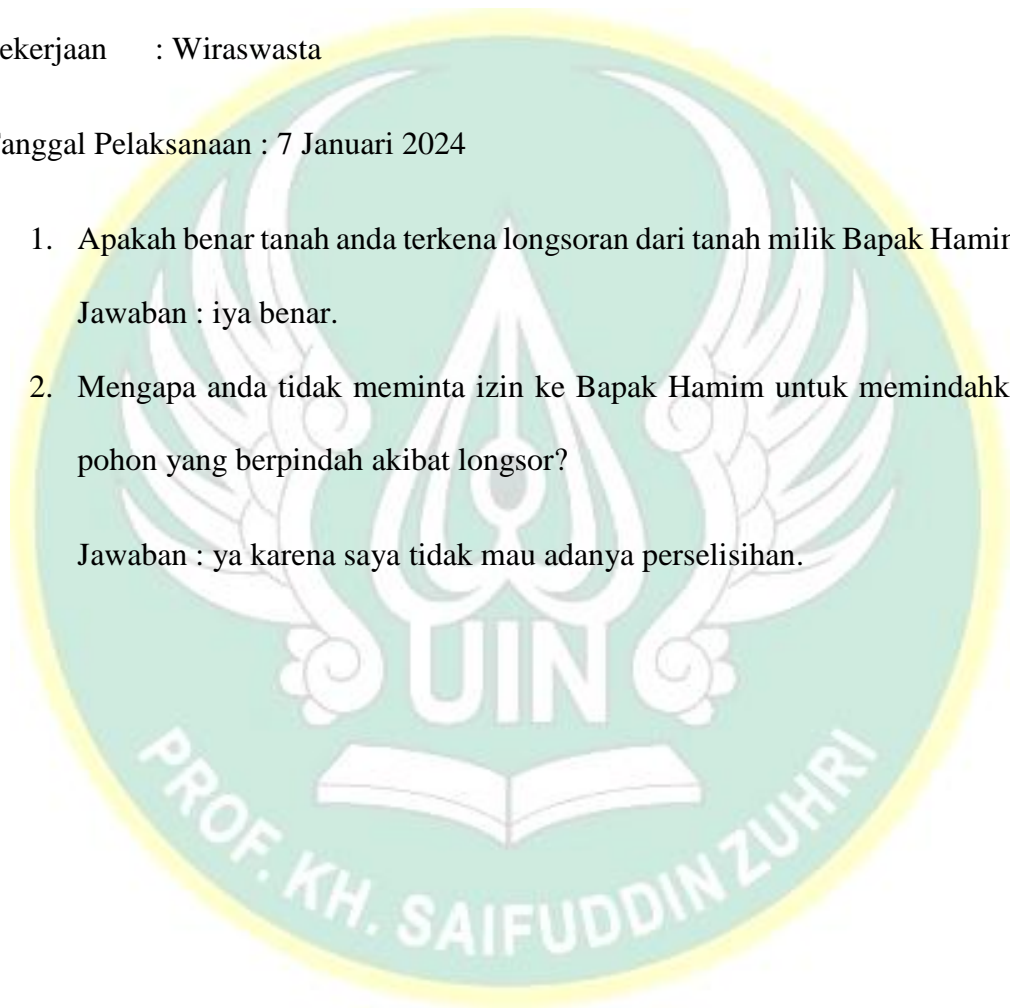 ekerjaan : Wiraswasta
anggal Pelaksanaan : 7 Januari 2024
1. Apakah benar tanah anda terkena longsoran dari tanah milik Bapak Hamim
Jawaban : iya benar.
2. Mengapa anda tidak meminta izin ke Bapak Hamim untuk memindahk
pohon yang berpindah akibat longsor?
Jawaban : ya karena saya tidak mau adanya perselisihan.
UIN
PROF. KH. SAIFUDDIN ZUHRI